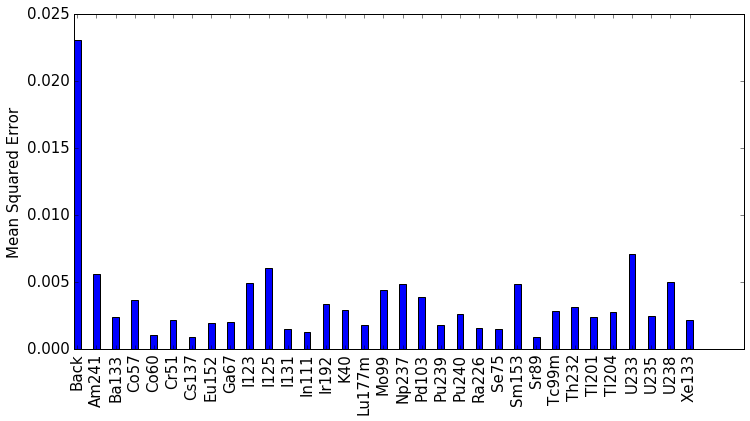 0.025
0.020
0.015
0.010
0.005
0.000
Mean Squared Error
Back
Am241
Ba133
Co57
Co60
Cr51
Cs137
Eu152
Ga67
I123
I125
I131
In111
Ir192
K40
Lu177m
Mo99
Np237
Pd103
Pu239
Pu240
Ra226
Se75
Sm153
Sr89
Tc99m
Th232
Tl201
Tl204
U233
U235
U238
Xe133